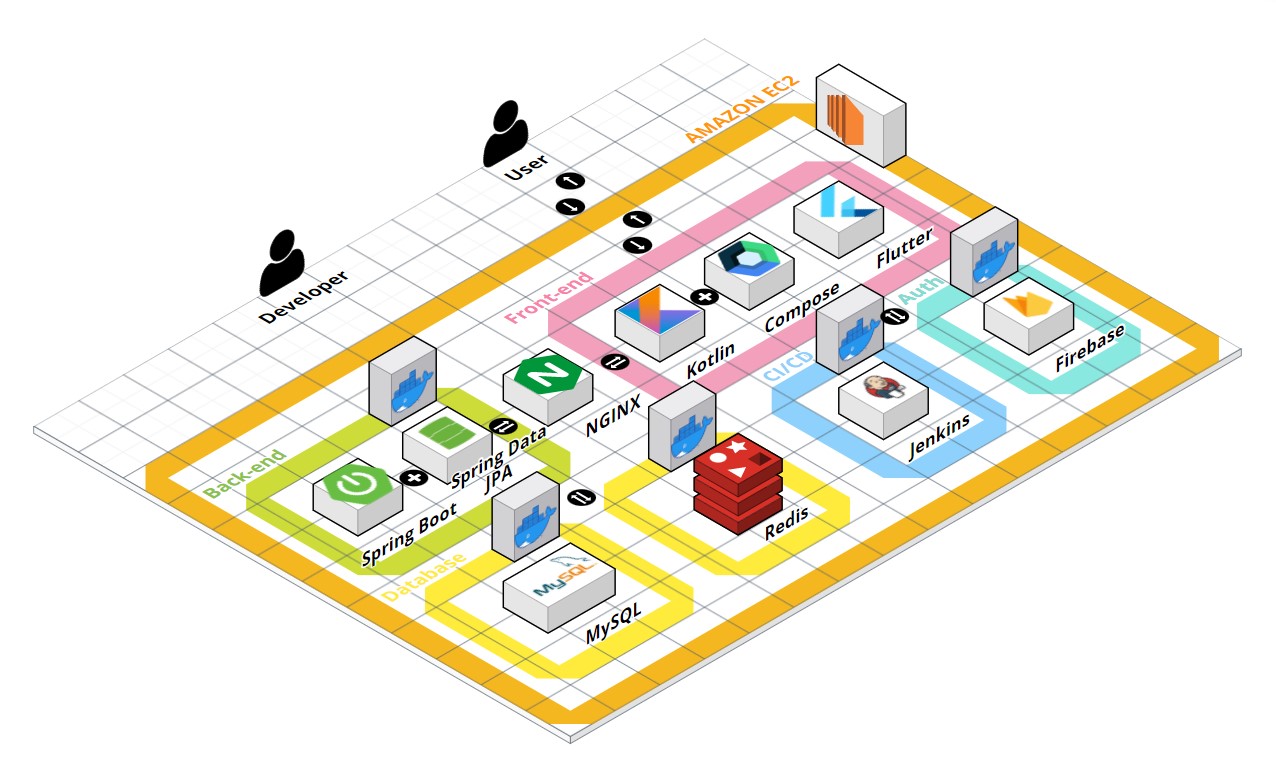 AMAZON EC2
User
Developer
Front-end
Flutter
Compose
Kotlin
Auth
Firebase
CI/CD
Jenkins
N
NGINX
Back-end
Spring Data
JPA
Spring Boot
Redis
Database
MySQL
MySQL